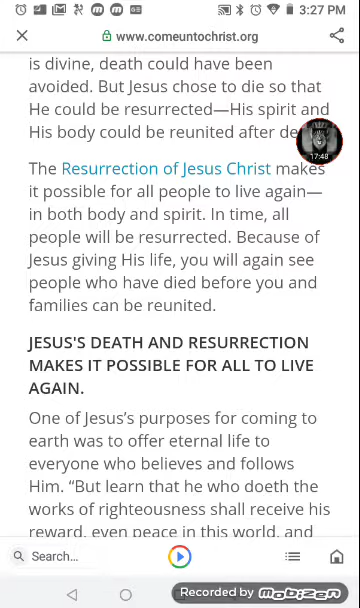 3:27 PM
www.comeuntochrist.org
is divine, death could have been
avoided. But Jesus chose to die so that
He could be resurrected—His spirit and
His body could be reunited after
17:48
The Resurrection of Jesus Christ makes
it possible for all people to live again—
in both body and spirit. In time, all
people will be resurrected. Because of
Jesus giving His life, you will again see
people who have died before you and
families can be reunited.
JESUS'S DEATH AND RESURRECTION
MAKES IT POSSIBLE FOR ALL TO LIVE
AGAIN.
One of Jesus's purposes for coming to
earth was to offer eternal life to
everyone who believes and follows
Him. “But learn that he who doeth the
works of righteousness shall receive his
reward, even peace in this world, and
Search...
Recorded by MOBIZEN